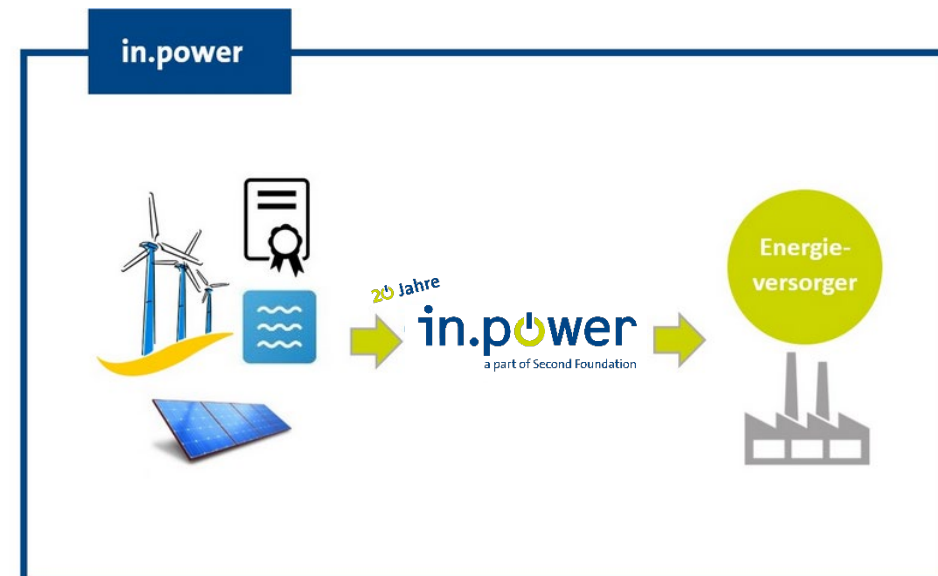 in.power
20 Jahre
in.power
a part of Second Foundation
Energie-
versorger